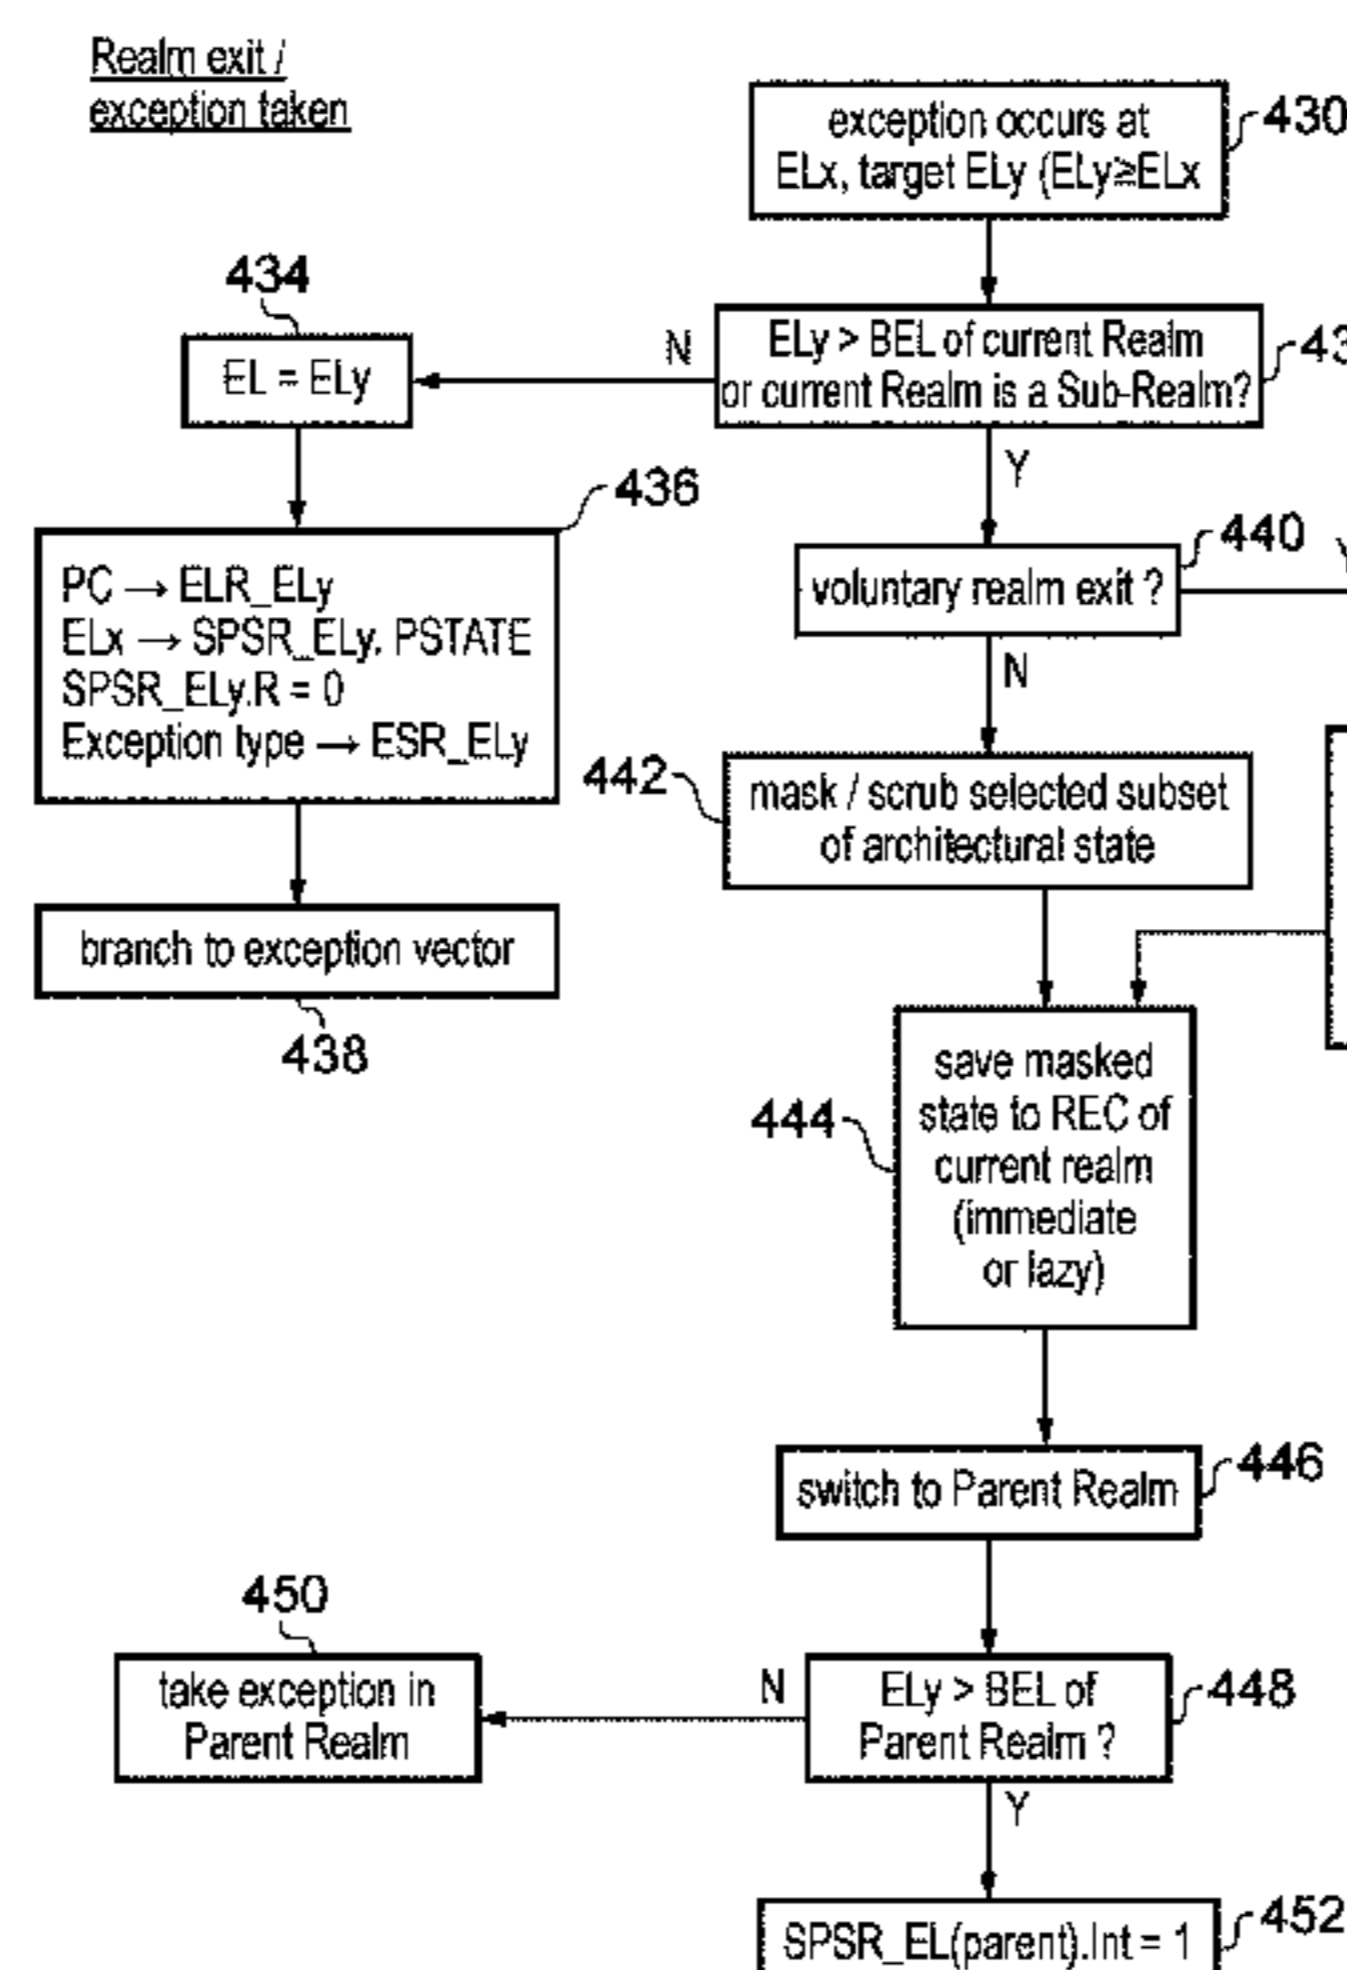 Realm exit /
exception taken
exception occurs at
ELx, target ELy (ELy≧ELx
430
434
EL = ELy
N
ELy > BEL of current Realm
or current Realm is a Sub-Realm?
43
Y
436
PC → ELR_ELy
ELx → SPSR_ELy. PSTATE
SPSR_ELy.R = 0
Exception type → ESR_ELy
440
voluntary realm exit ?
N
442
mask / scrub selected subset
of architectural state
branch to exception vector
438
444
save masked
state to REC of
current realm
(immediate
or lazy)
switch to Parent Realm
446
450
take exception in
Parent Realm
N
ELy > BEL of
Parent Realm ?
448
Y
SPSR_EL(parent).Int = 1
452